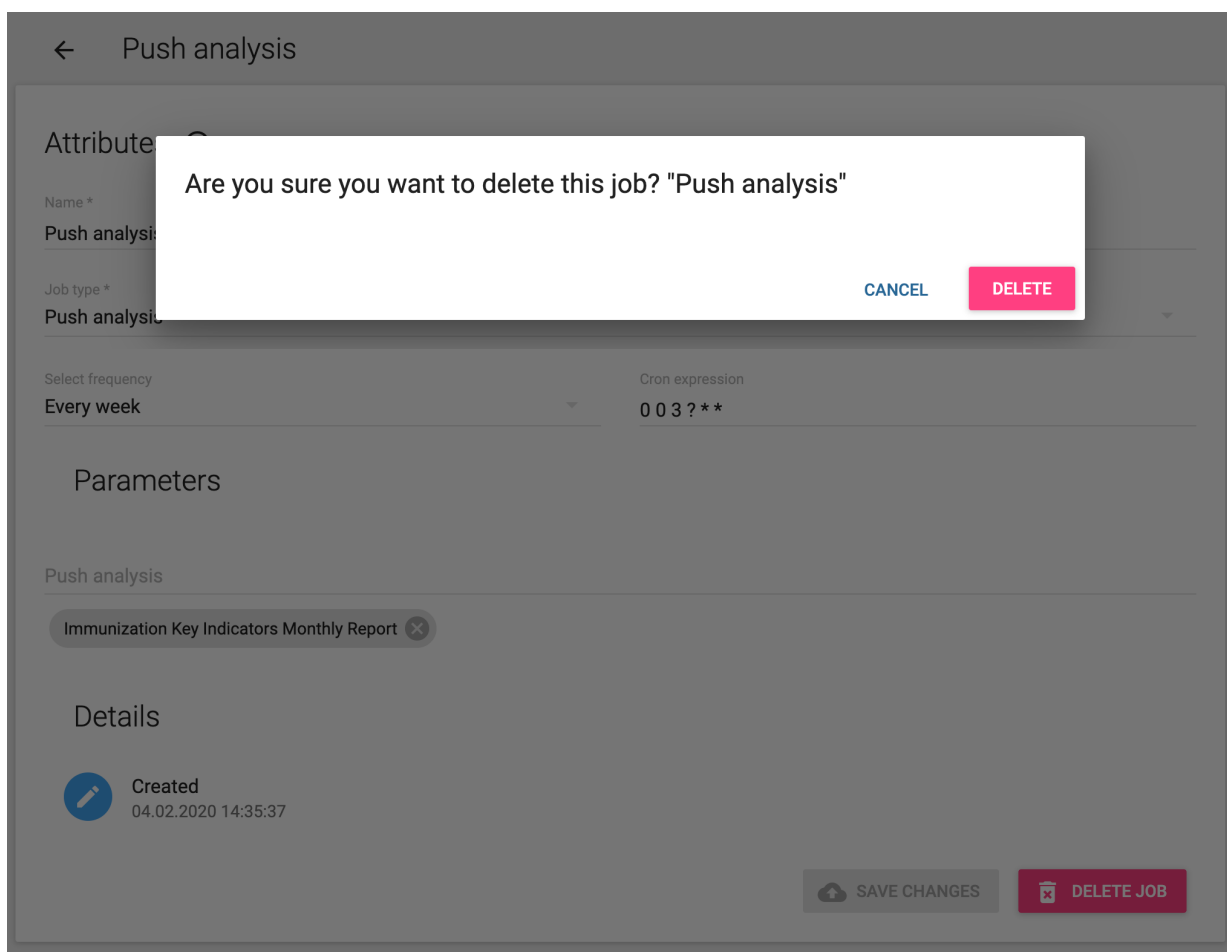 Push analysis
Attribute
Are you sure you want to delete this job? "Push analysis"
Name *
Push analysis
CANCEL
DELETE
Job type *
Push analysis
Select frequency
Cron expression
Every week
0 0 3 ? * *
Parameters
Push analysis
Immunization Key Indicators Monthly Report
Details
Created
04.02.2020 14:35:37
SAVE CHANGES
DELETE JOB